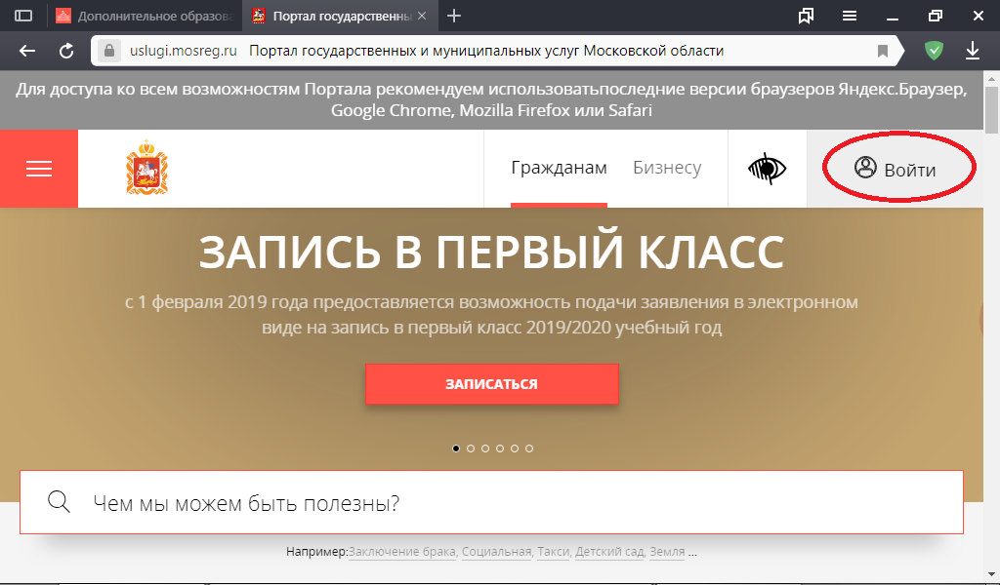 Дополнительное образова
Портал государственны
uslugi.mosreg.ru Портал государственных и муниципальных услуг Московской области
Для доступа ко всем возможностям Портала рекомендуем использоватьпоследние версии браузеров Яндекс.Браузер,
Google Chrome, Mozilla Firefox или Safari
Гражданам Бизнесу Войти
ЗАПИСЬ В ПЕРВЫЙ КЛАСС
с 1 февраля 2019 года предоставляется возможность подачи заявления в электронном
виде на запись в первый класс 2019/2020 учебный год
ЗАПИСАТЬСЯ
Чем мы можем быть полезны?
Например:Заключение брака, Социальная, Такси, Детский сад, Земля ...